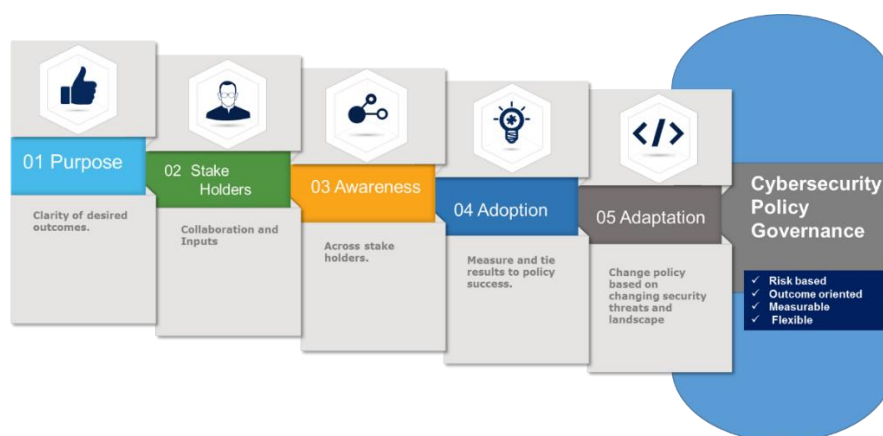 01 Purpose
Clarity of desired
outcomes.
02 Stake
Holders
Collaboration and
Inputs
03 Awareness
Across stake
holders.
04 Adoption
Measure and tie
results to policy
success.
</>
05 Adaptation
Change policy
based on
changing security
threats and
landscape
Cybersecurity
Policy
Governance
✓ Risk based
✓ Outcome oriented
✓ Measurable
✓ Flexible